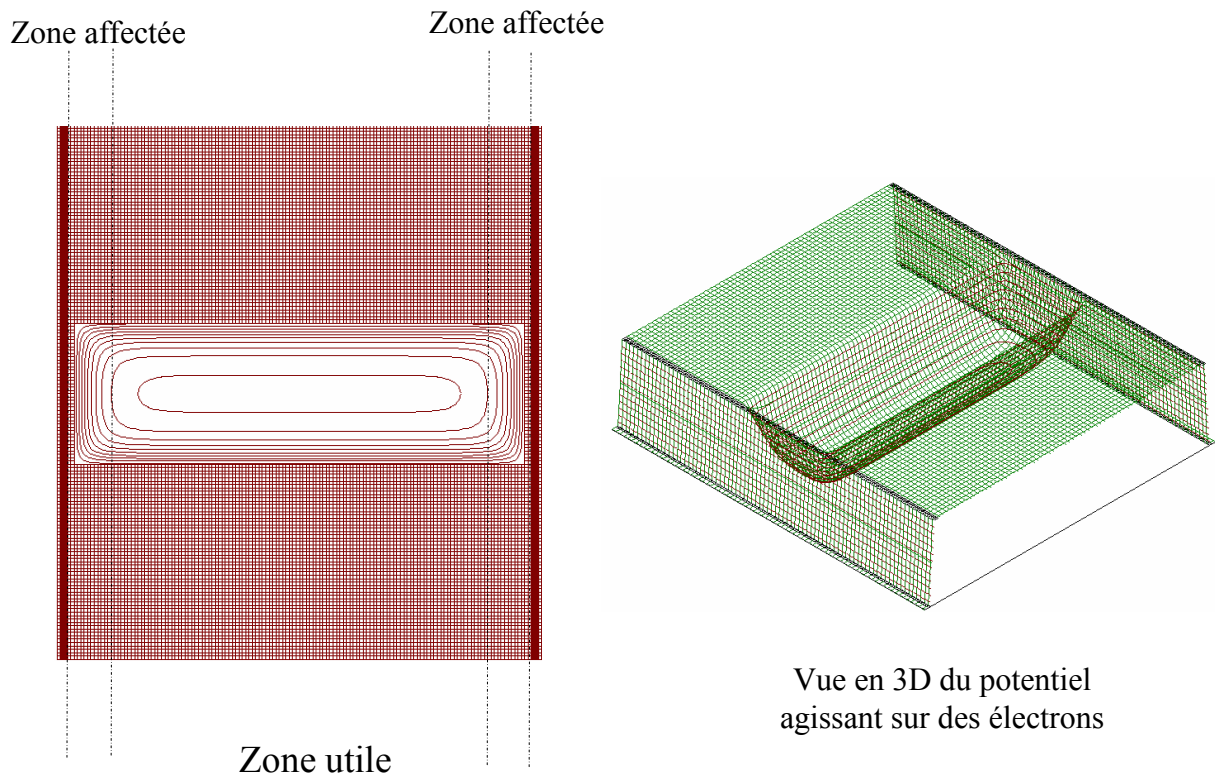 Zone affectée
Zone affectée
Zone utile
Vue en 3D du potentiel
agissant sur des électrons